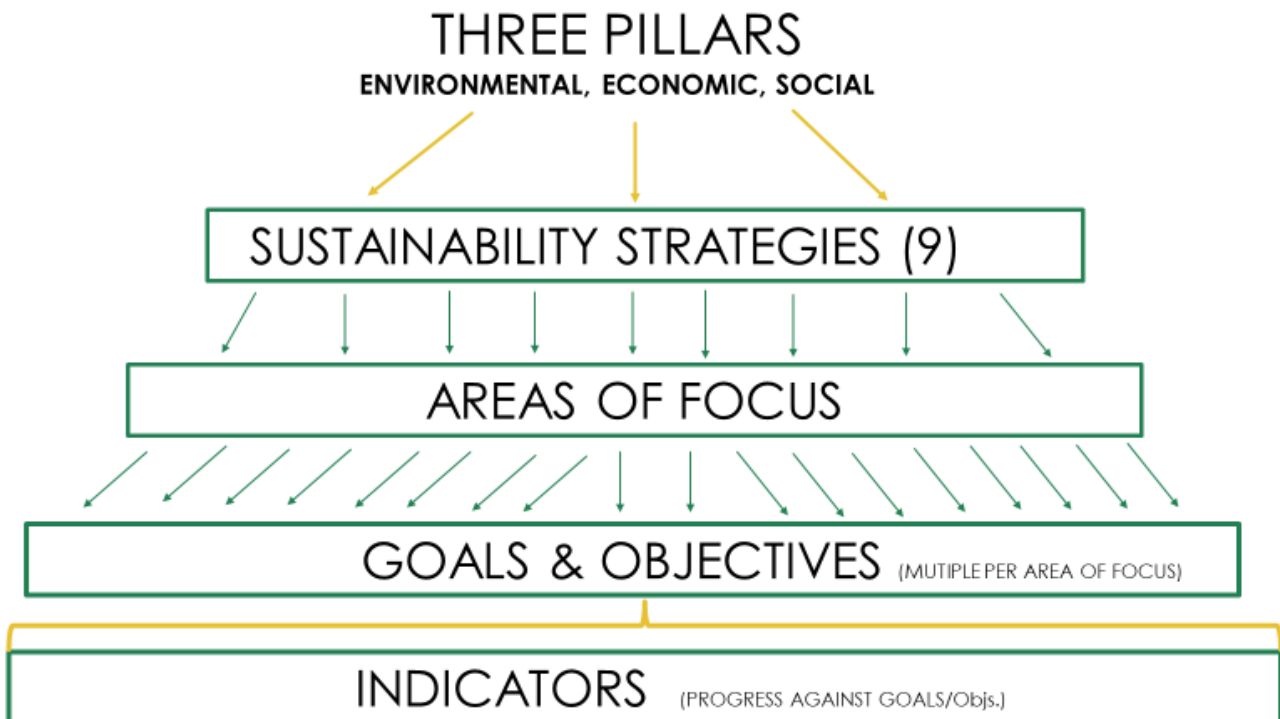 THREE PILLARS
ENVIRONMENTAL, ECONOMIC, SOCIAL
SUSTAINABILITY STRATEGIES (9)
AREAS OF FOCUS
GOALS & OBJECTIVES (MUTIPLE PER AREA OF FOCUS)
INDICATORS (PROGRESS AGAINST GOALS/Objs.)